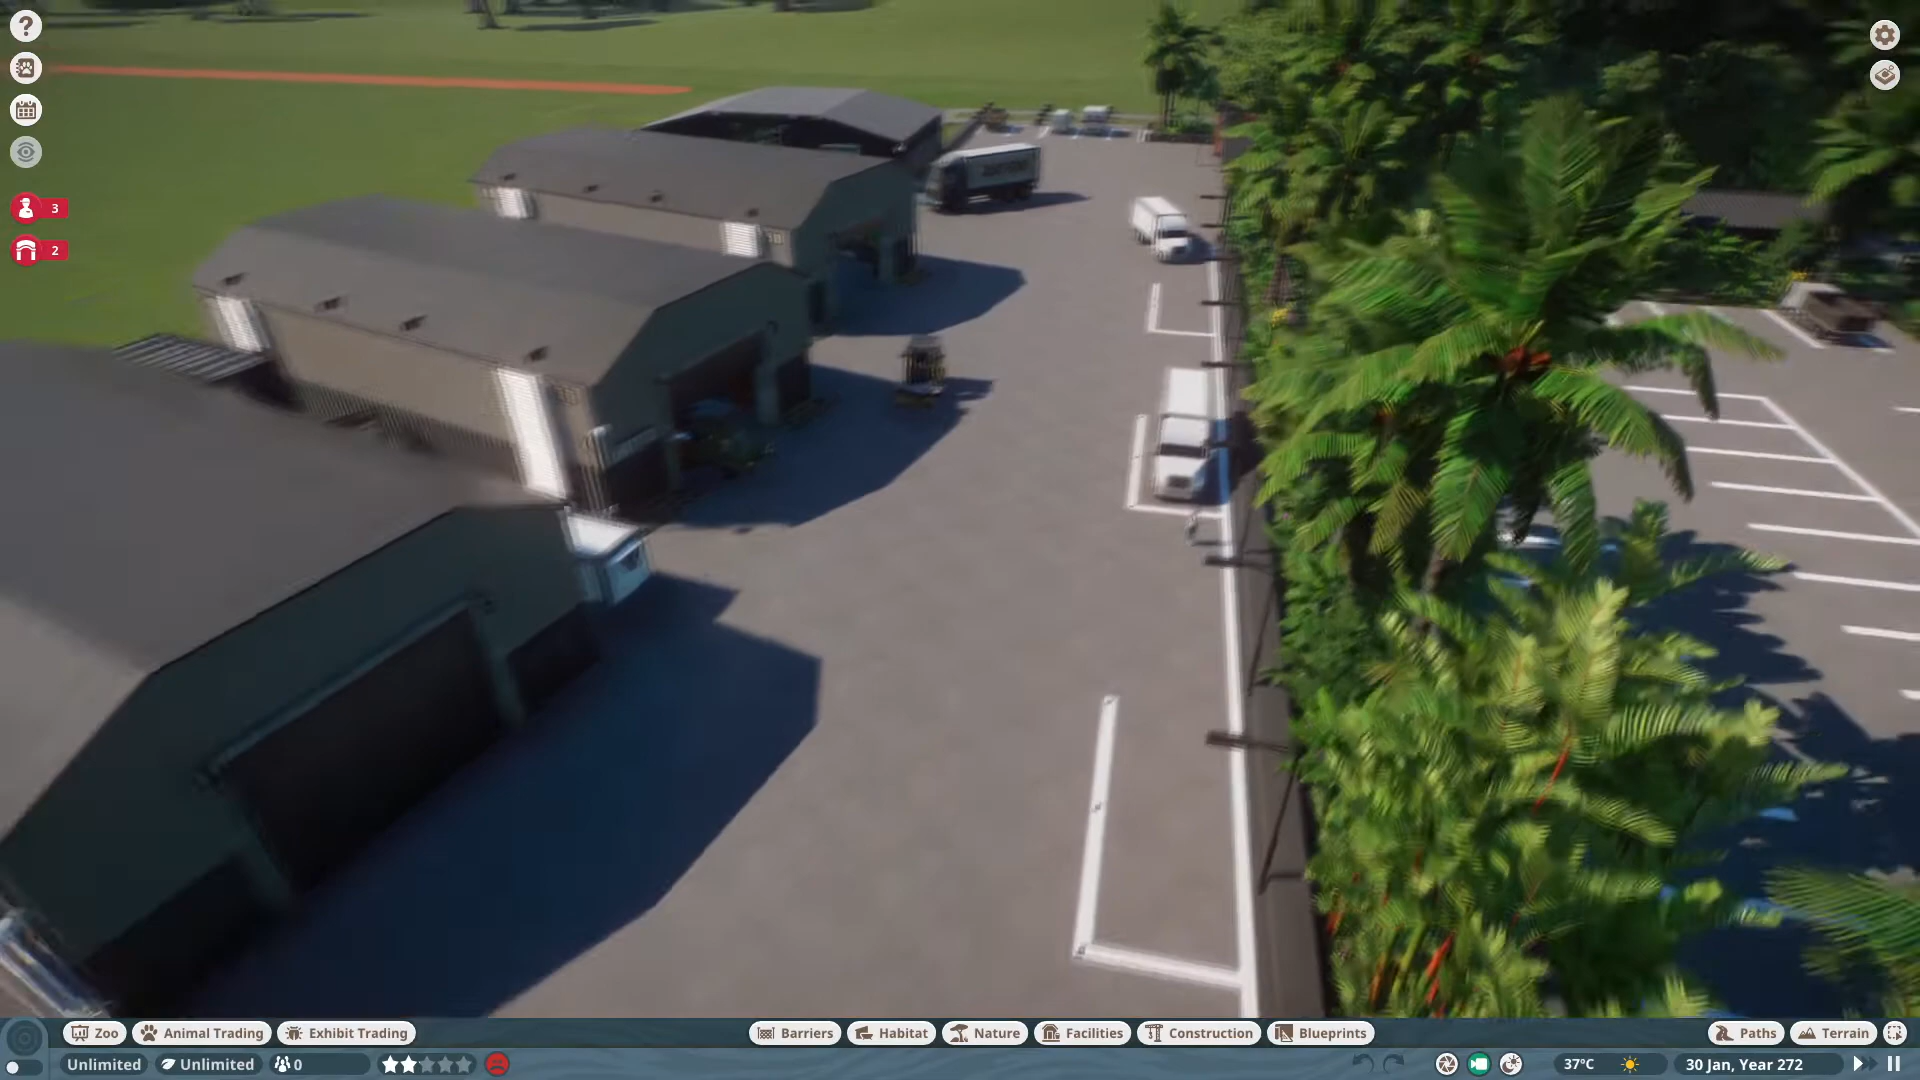 3
2
Zoo
Animal Trading
Exhibit Trading
Barriers
Habitat
Nature
Facilities
Construction
Blueprints
Paths
Terrain
Unlimited
Unlimited
0
37°C
30 Jan, Year 272